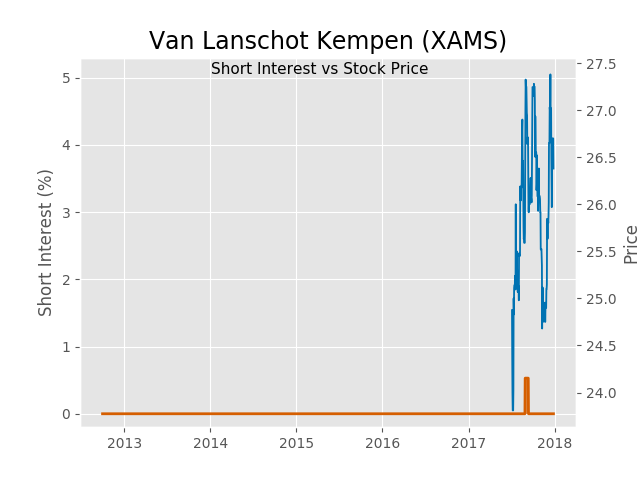 Van Lanschot Kempen (XAMS)
Short Interest vs Stock Price
Short Interest (%)
5
4
3
2
1
0
27.5
27.0
26.5
26.0
25.5
25.0
24.5
24.0
Price
2013 2014 2015 2016 2017 2018